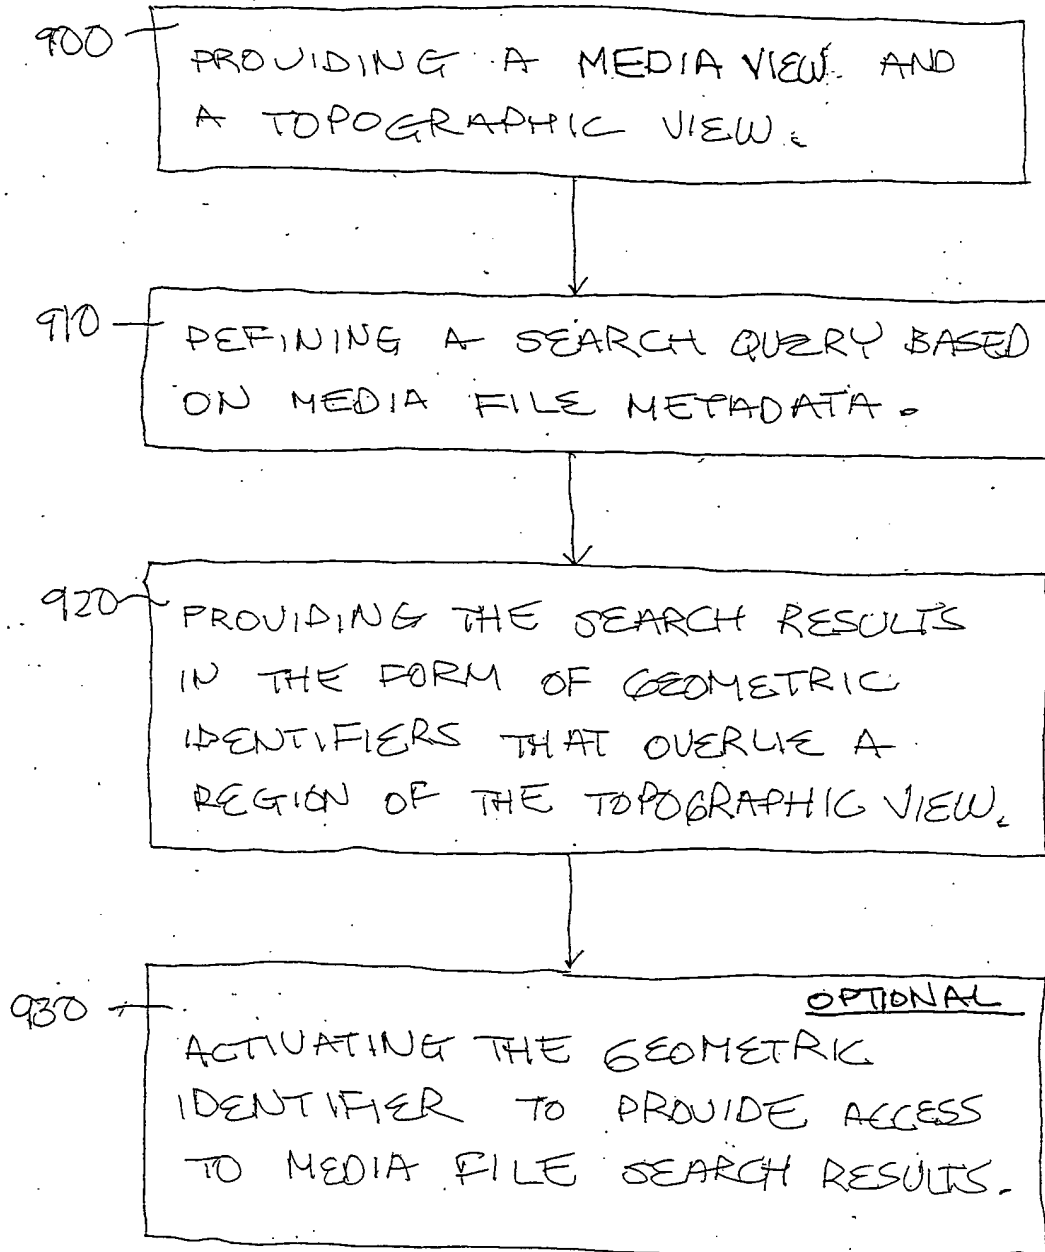 900
PROVIDING A MEDIA VIEW AND
A TOPOGRAPHIC VIEW.
910
DEFINING A SEARCH QUERY BASED
ON MEDIA FILE METADATA.
920
PROVIDING THE SEARCH RESULTS
IN THE FORM OF GEOMETRIC
IDENTIFIERS THAT OVERLIE A
REGION OF THE TOPOGRAPHIC VIEW.
930
OPTIONAL
ACTIVATING THE GEOMETRIC
IDENTIFIER TO PROVIDE ACCESS
TO MEDIA FILE SEARCH RESULTS.